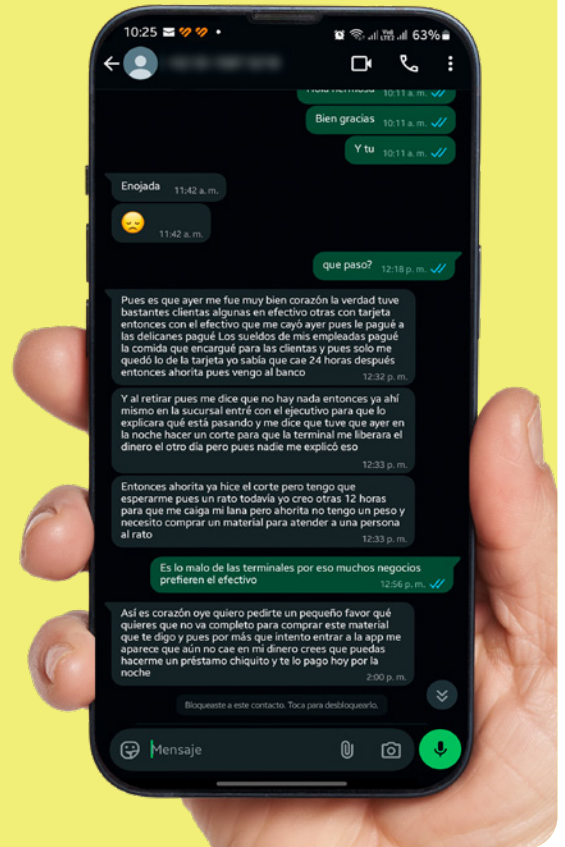 10:25
63%
10:11 a. m.
Bien gracias 10:11 a. m.
Y tu 10:11 a. m.
Enojada 11:42 a. m.
11:42 a. m.
que paso? 12:18 p. m.
Pues es que ayer me fue muy bien corazón la verdad tuve
bastantes clientas algunas en efectivo otras con tarjeta
entonces con el efectivo que me cayó ayer pues le pagué a
las delicanes pagué Los sueldos de mis empleadas pagué
la comida que encargué para las clientas y pues solo me
quedó lo de la tarjeta yo sabía que cae 24 horas después
entonces ahorita pues vengo al banco
12:32 p. m.
Y al retirar pues me dice que no hay nada entonces ya ahí
mismo en la sucursal entré con el ejecutivo para que lo
explicara qué está pasando y me dice que tuve que ayer en
la noche hacer un corte para que la terminal me liberara el
dinero el otro día pero pues nadie me explicó eso
12:33 p. m.
Entonces ahorita ya hice el corte pero tengo que
esperarme pues un rato todavía yo creo otras 12 horas
para que me caiga mi lana pero ahorita no tengo un peso y
necesito comprar un material para atender a una persona
al rato
12:33 p. m.
Es lo malo de las terminales por eso muchos negocios
prefieren el efectivo
12:56 p. m.
Así es corazón oye quiero pedirte un pequeño favor qué
quieres que no va completo para comprar este material
que te digo y pues por más que intento entrar a la app me
aparece que aún no cae en mi dinero crees que puedas
hacerme un préstamo chiquito y te lo pago hoy por la
noche
2:00 p. m.
Bloqueaste a este contacto. Toca para desbloquearlo.
Mensaje